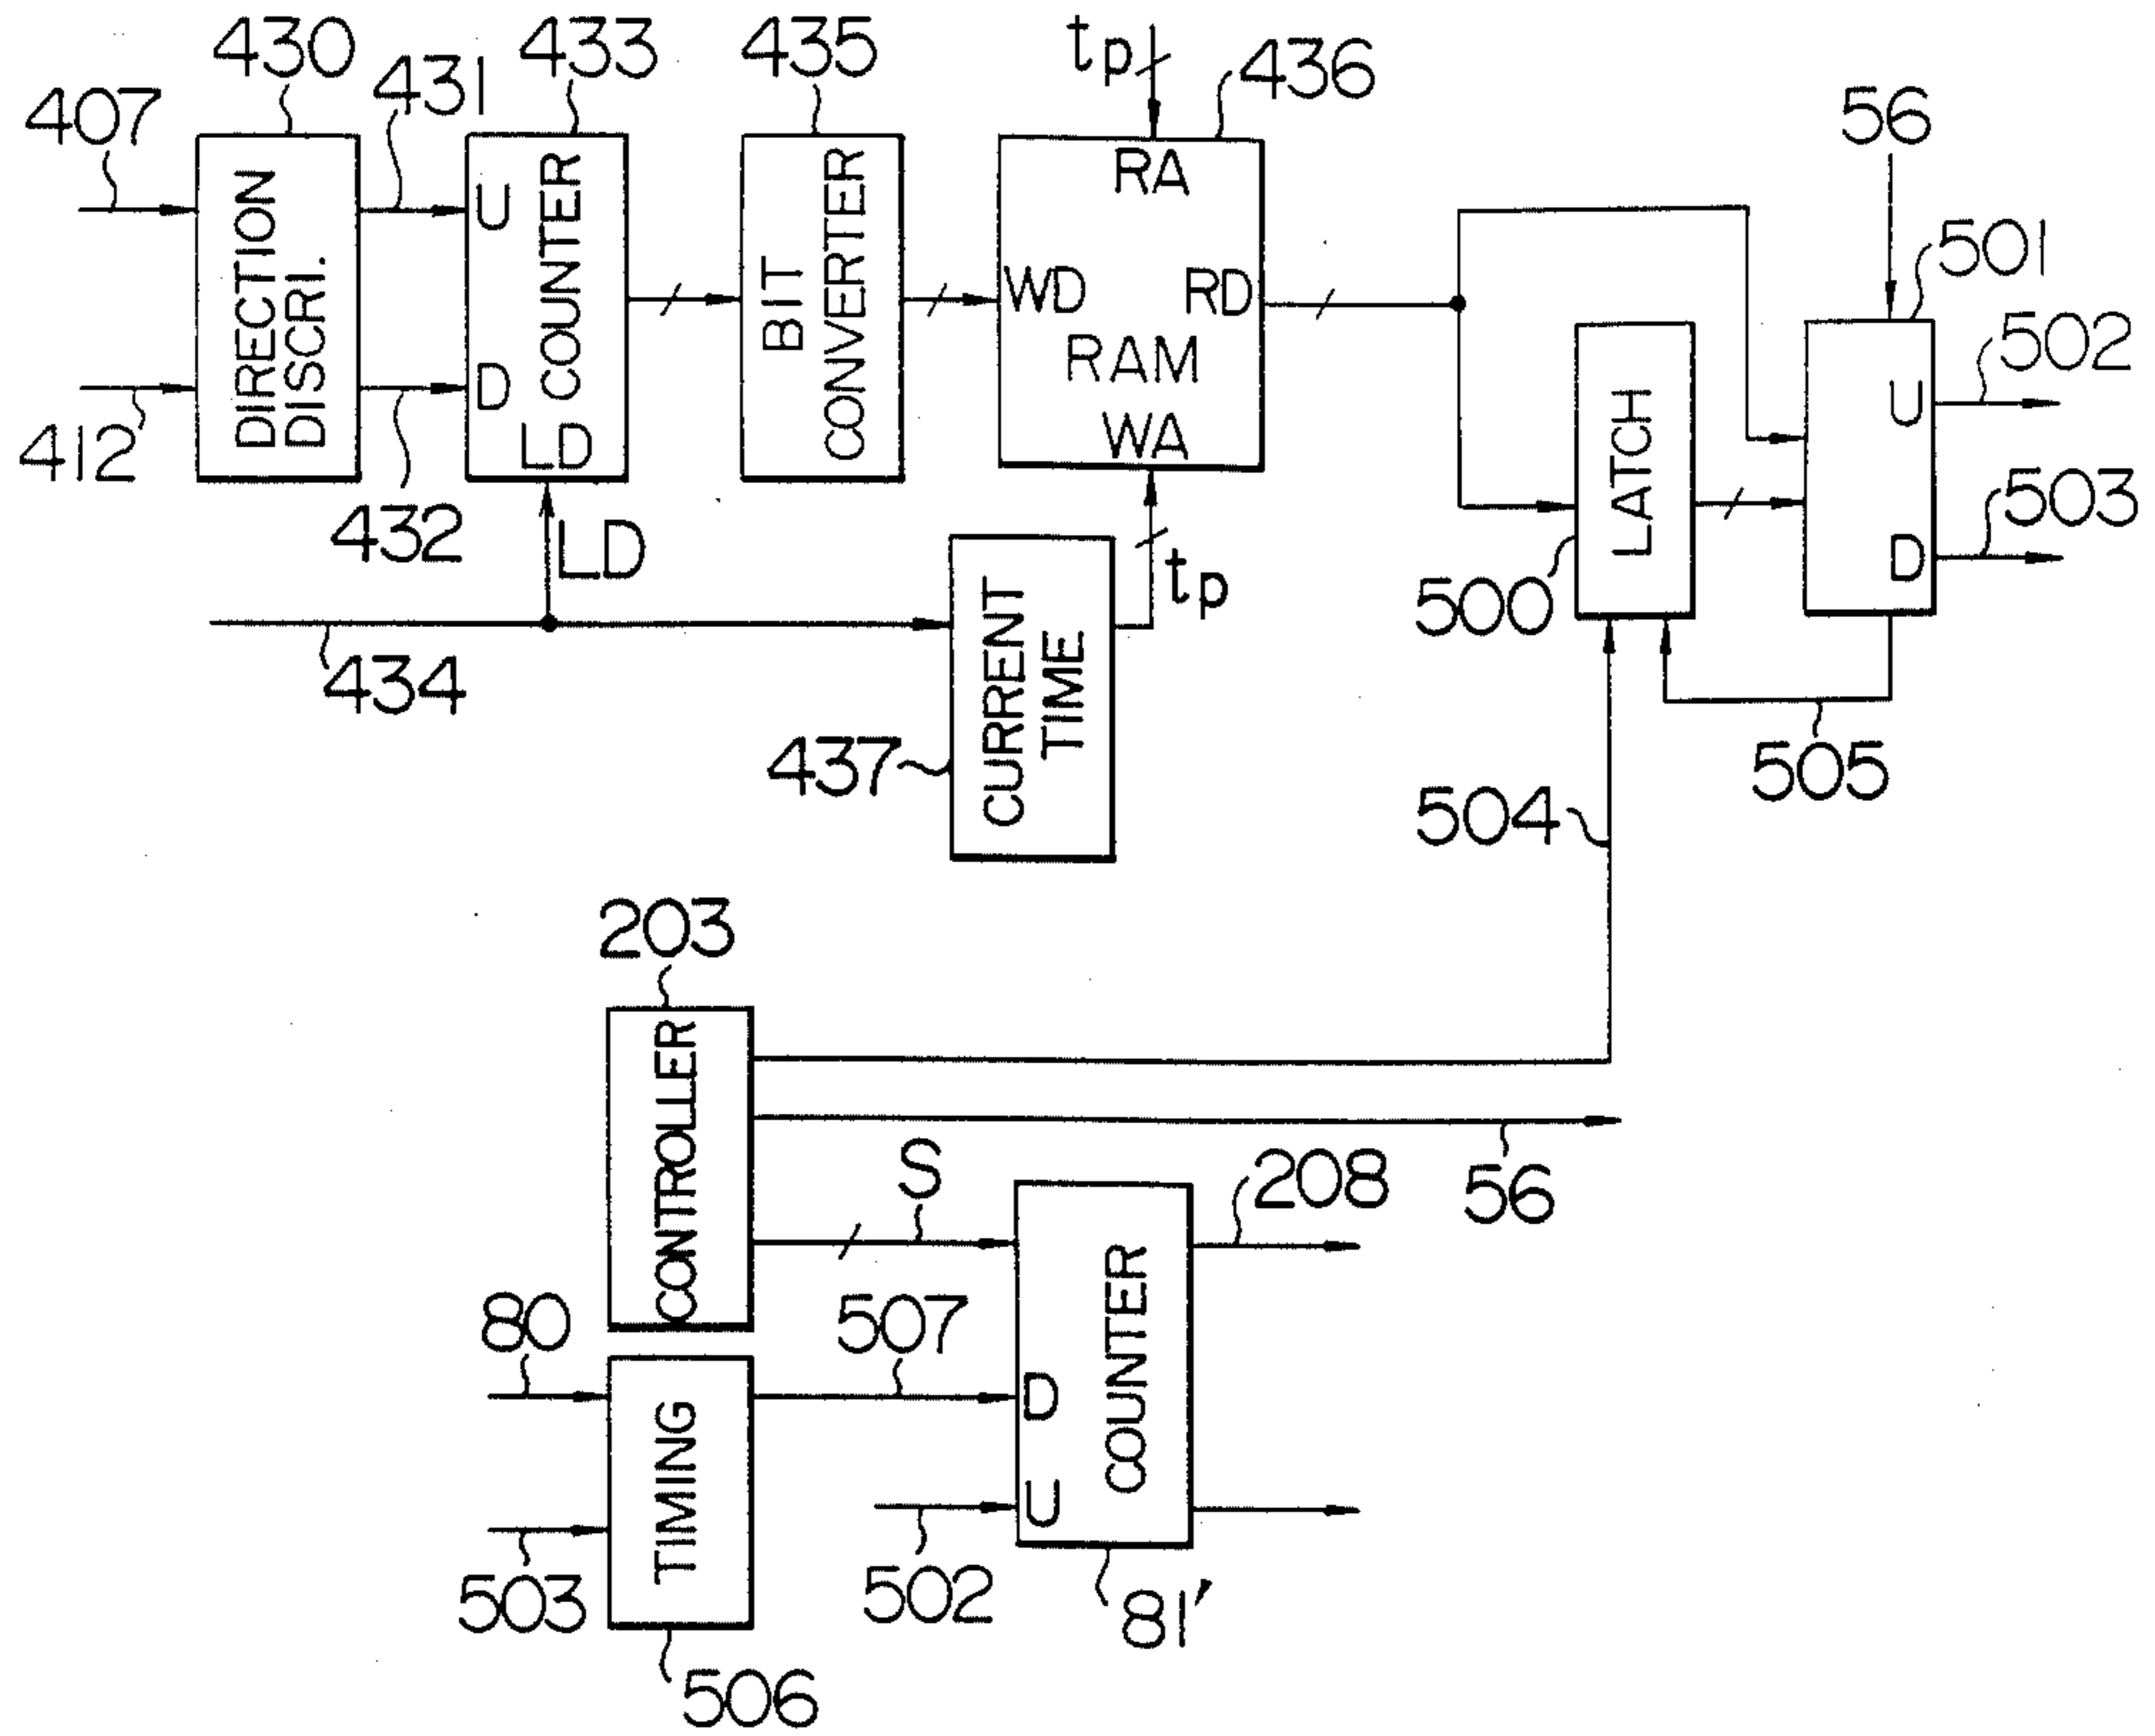 430
433
435
tp
436
407
431
56
DIRECTION
DISCRI.
U
D
LD
COUNTER
BIT
CONVERTER
RA
WD
RD
RAM
WA
501
502
U
LATCH
412
432
LD
tp
503
D
500
434
CURRENT
TIME
437
505
504
203
CONTROLLER
S
208
56
80
507
D
U
COUNTER
TIMING
503
502
81'
506